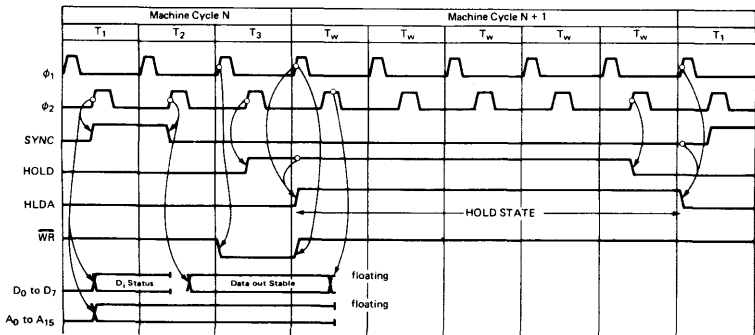 Machine Cycle N
Machine Cycle N + 1
T1 T2 T3 Tw Tw Tw Tw Tw T1
ϕ1
ϕ2
SYNC
HOLD
HLDA
HOLD STATE
WR
D0 to D7
Di Status
Data out Stable
floating
A0 to A15
floating